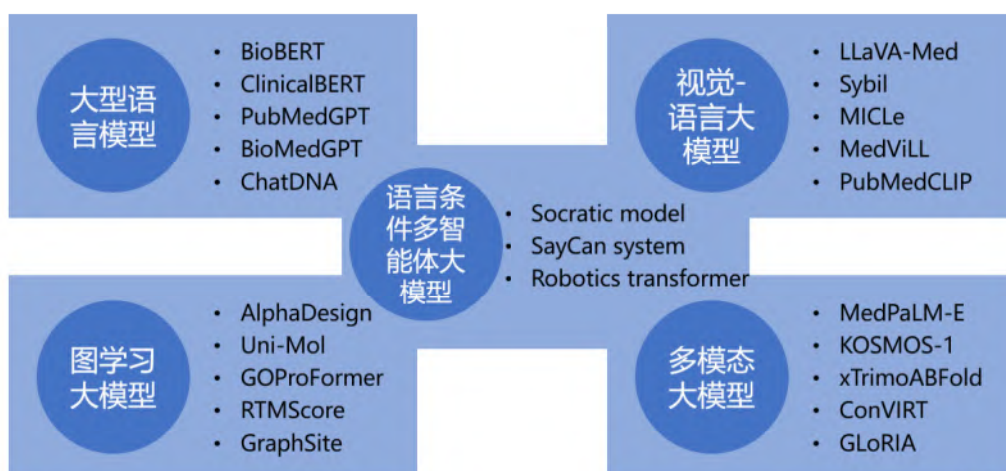 大型语
言模型
• BioBERT
• ClinicalBERT
• PubMedGPT
• BioMedGPT
• ChatDNA
视觉-
语言大
模型
• LLaVA-Med
• Sybil
• MICLe
• MedViLL
• PubMedCLIP
语言条
件多智
能体大
模型
• Socratic model
• SayCan system
• Robotics transformer
图学习
大模型
• AlphaDesign
• Uni-Mol
• GOProFormer
• RTMScore
• GraphSite
多模态
大模型
• MedPaLM-E
• KOSMOS-1
• xTrimoABFold
• ConVIRT
• GLoRIA